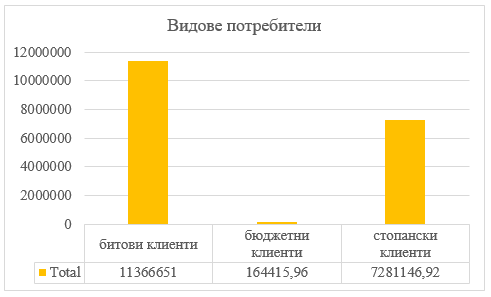 Видове потребители
12000000
10000000
8000000
6000000
4000000
2000000
0
битови клиенти
бюджетни
клиенти
стопански
клиенти
Total 11366651 164415,96 7281146,92